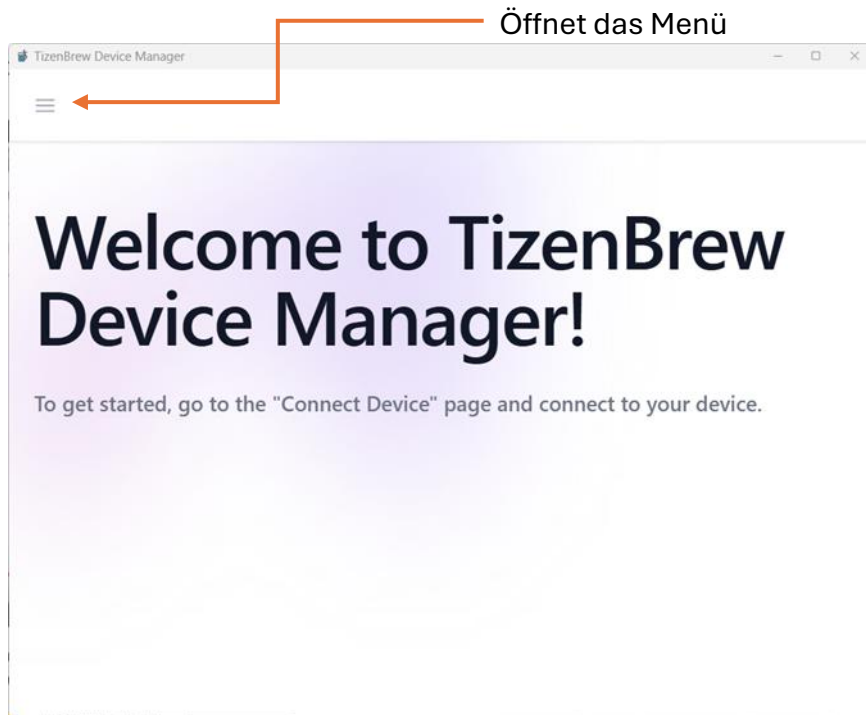 Öffnet das Menü
TizenBrew Device Manager
Welcome to TizenBrew
Device Manager!
To get started, go to the "Connect Device" page and connect to your device.